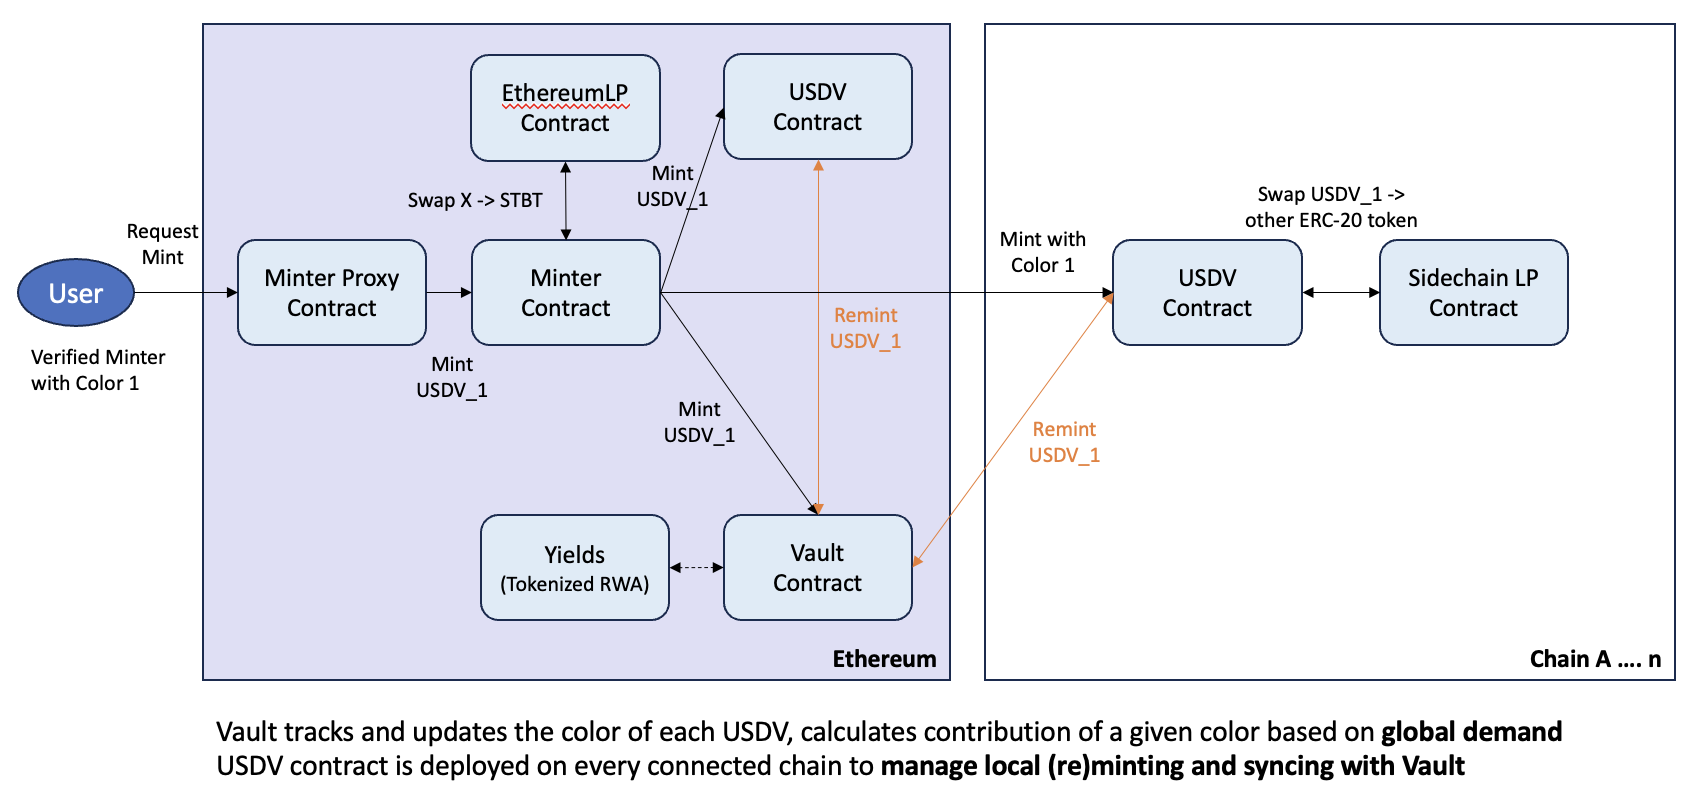 EthereumLP
Contract
USDV
Contract
Mint
USDV_1
Swap X -> STBT
Swap USDV_1 ->
other ERC-20 token
Request
Mint
Mint with
Color 1
User
Minter Proxy
Contract
Minter
Contract
USDV
Contract
Sidechain LP
Contract
Remint
USDV_1
Verified Minter
with Color 1
Mint
USDV_1
Mint
USDV_1
Remint
USDV_1
Yields
(Tokenized RWA)
Vault
Contract
Ethereum
Chain A .... n
Vault tracks and updates the color of each USDV, calculates contribution of a given color based on global demand
USDV contract is deployed on every connected chain to manage local (re)minting and syncing with Vault